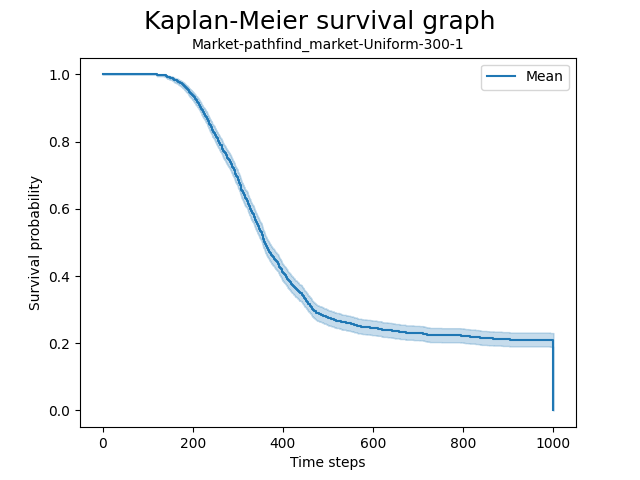 Kaplan-Meier survival graph
Market-pathfind_market-Uniform-300-1
Mean
Survival probability
1.0
0.8
0.6
0.4
0.2
0.0
0 200 400 600 800 1000
Time steps